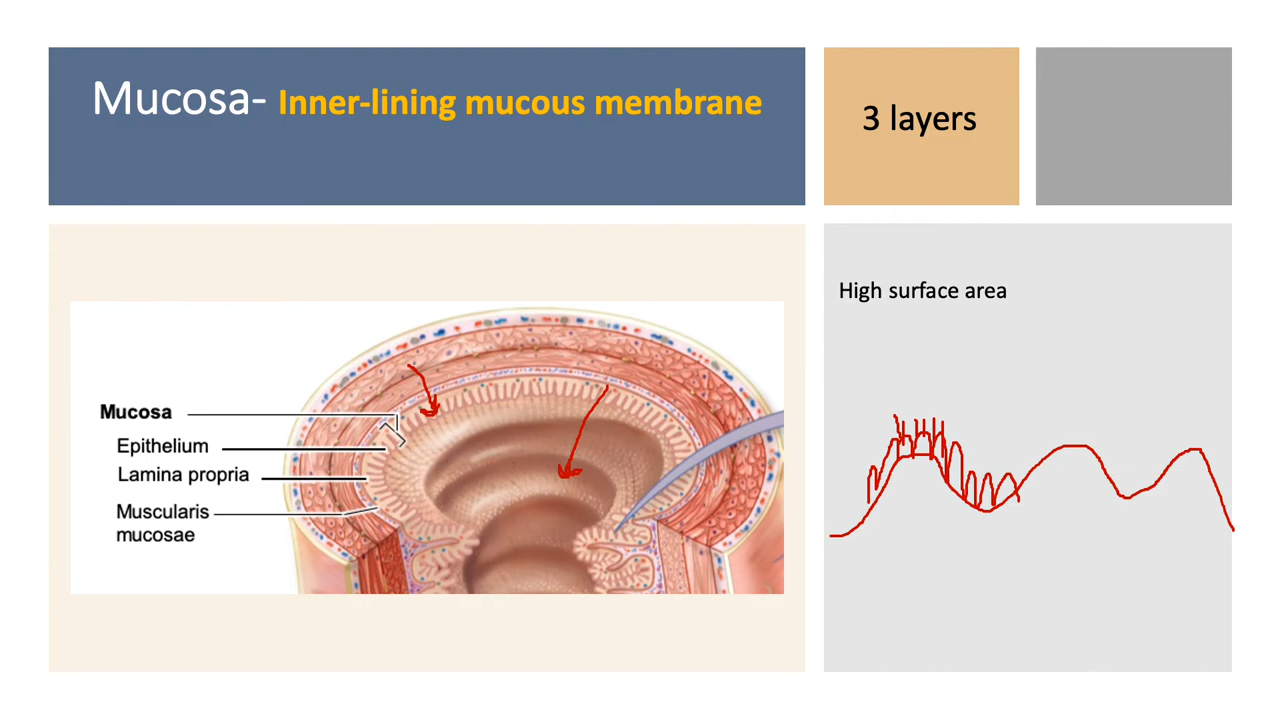 Mucosa- Inner-lining mucous membrane
3 layers
High surface area
Mucosa
Epithelium
Lamina propria
Muscularis
mucosae